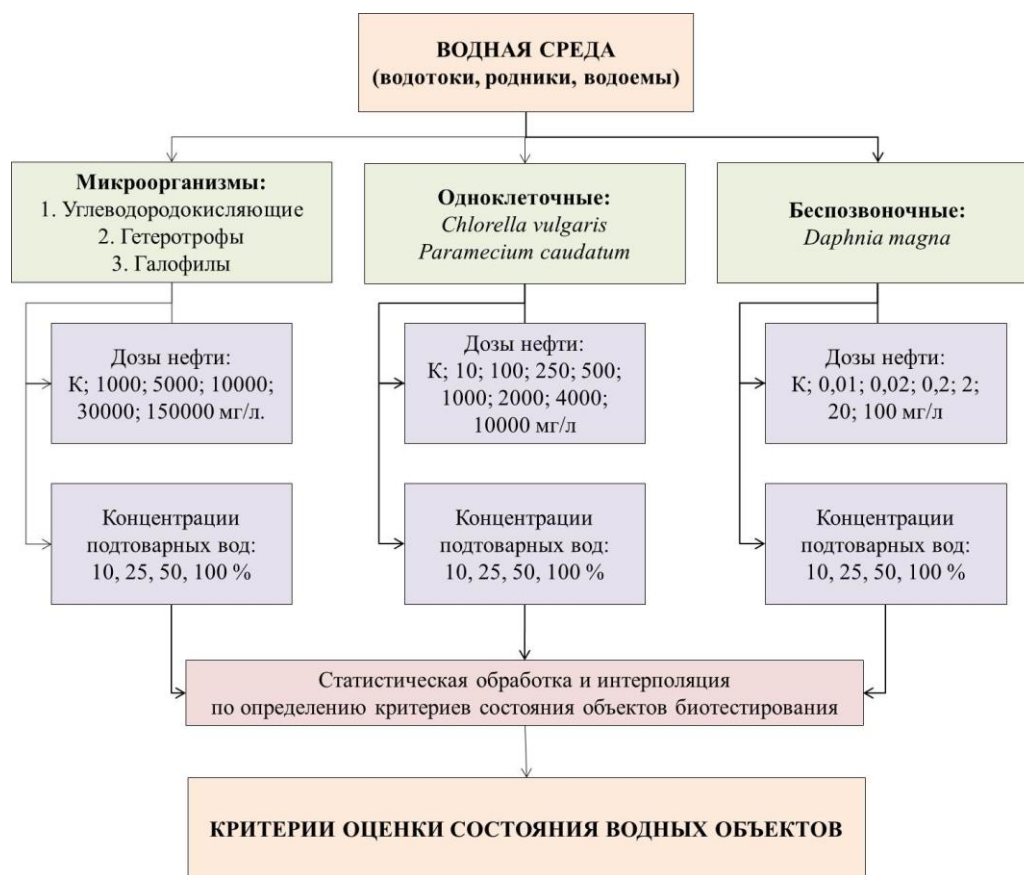 ВОДНАЯ СРЕДА
(водотоки, родники, водоемы)
Микроорганизмы:
1. Углеводородокисляющие
2. Гетеротрофы
3. Галофилы
Одноклеточные:
Chlorella vulgaris
Paramecium caudatum
Беспозвоночные:
Daphnia magna
Дозы нефти:
К; 1000; 5000; 10000;
30000; 150000 мг/л.
Дозы нефти:
К; 10; 100; 250; 500;
1000; 2000; 4000;
10000 мг/л
Дозы нефти:
К; 0,01; 0,02; 0,2; 2;
20; 100 мг/л
Концентрации
подтоварных вод:
10, 25, 50, 100 %
Концентрации
подтоварных вод:
10, 25, 50, 100 %
Концентрации
подтоварных вод:
10, 25, 50, 100 %
Статистическая обработка и интерполяция
по определению критериев состояния объектов биотестирования
КРИТЕРИИ ОЦЕНКИ СОСТОЯНИЯ ВОДНЫХ ОБЪЕКТОВ